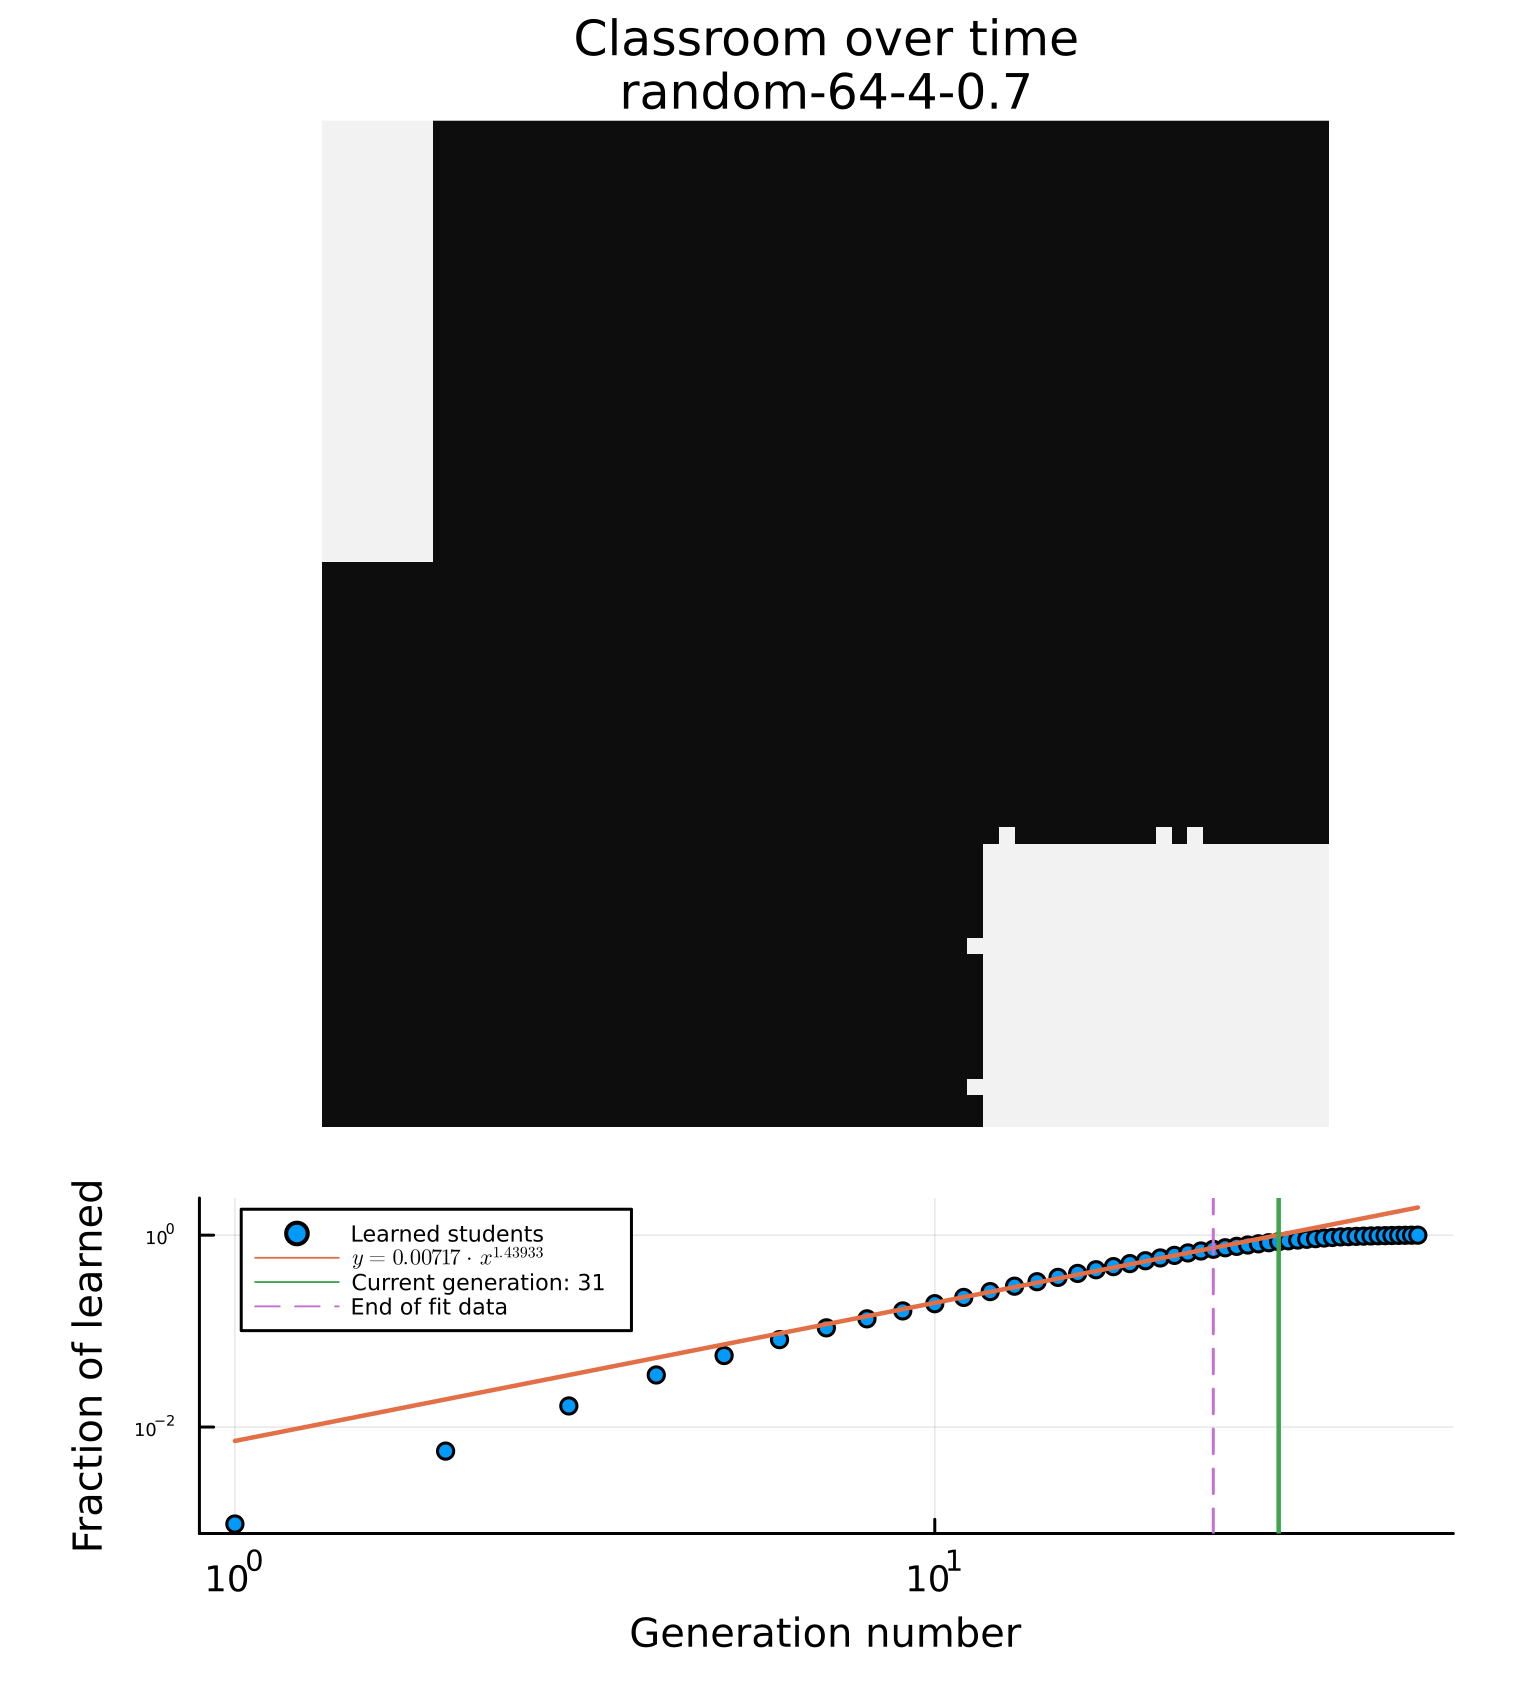 Classroom over time
random-64-4-0.7
Learned students
y = 0.00717 · x^1.43933
Current generation: 31
End of fit data
10^0
10^-2
Fraction of learned
10^0
10^1
Generation number